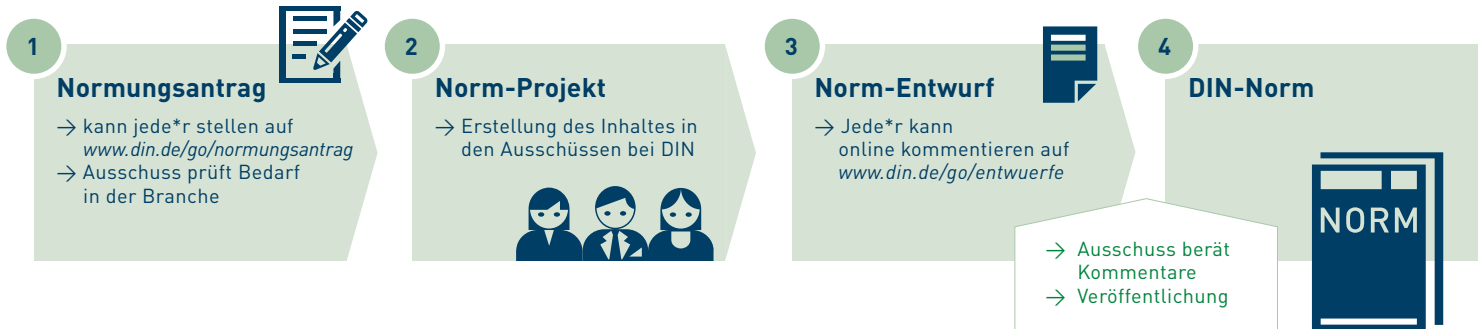 1
Normungsantrag
→ kann jede*r stellen auf
www.din.de/go/normungsantrag
→ Ausschuss prüft Bedarf
in der Branche
2
Norm-Projekt
→ Erstellung des Inhaltes in
den Ausschüssen bei DIN
3
Norm-Entwurf
→ Jede*r kann
online kommentieren auf
www.din.de/go/entwuerfe
→ Ausschuss berät
Kommentare
→ Veröffentlichung
4
DIN-Norm
NORM